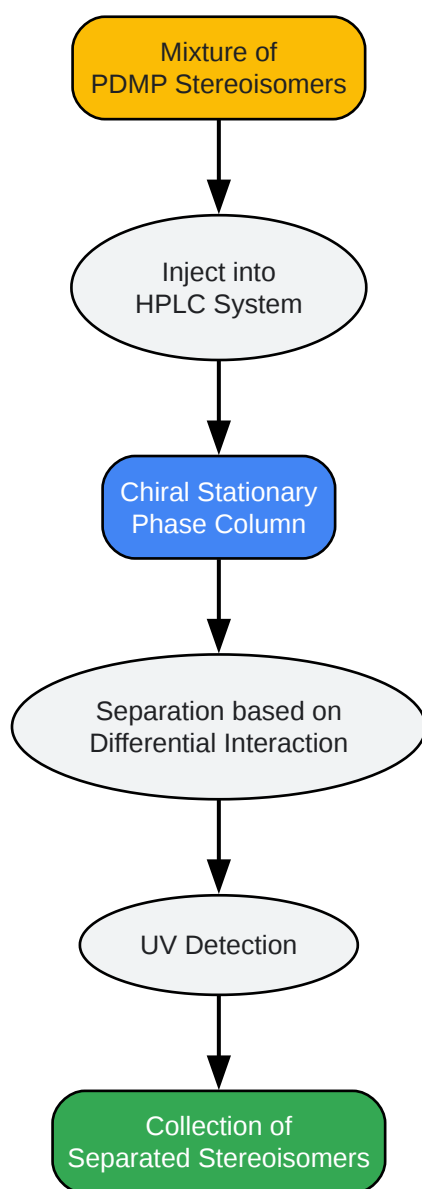 Mixture of
PDMP Stereoisomers
Inject into
HPLC System
Chiral Stationary
Phase Column
Separation based on
Differential Interaction
UV Detection
Collection of
Separated Stereoisomers